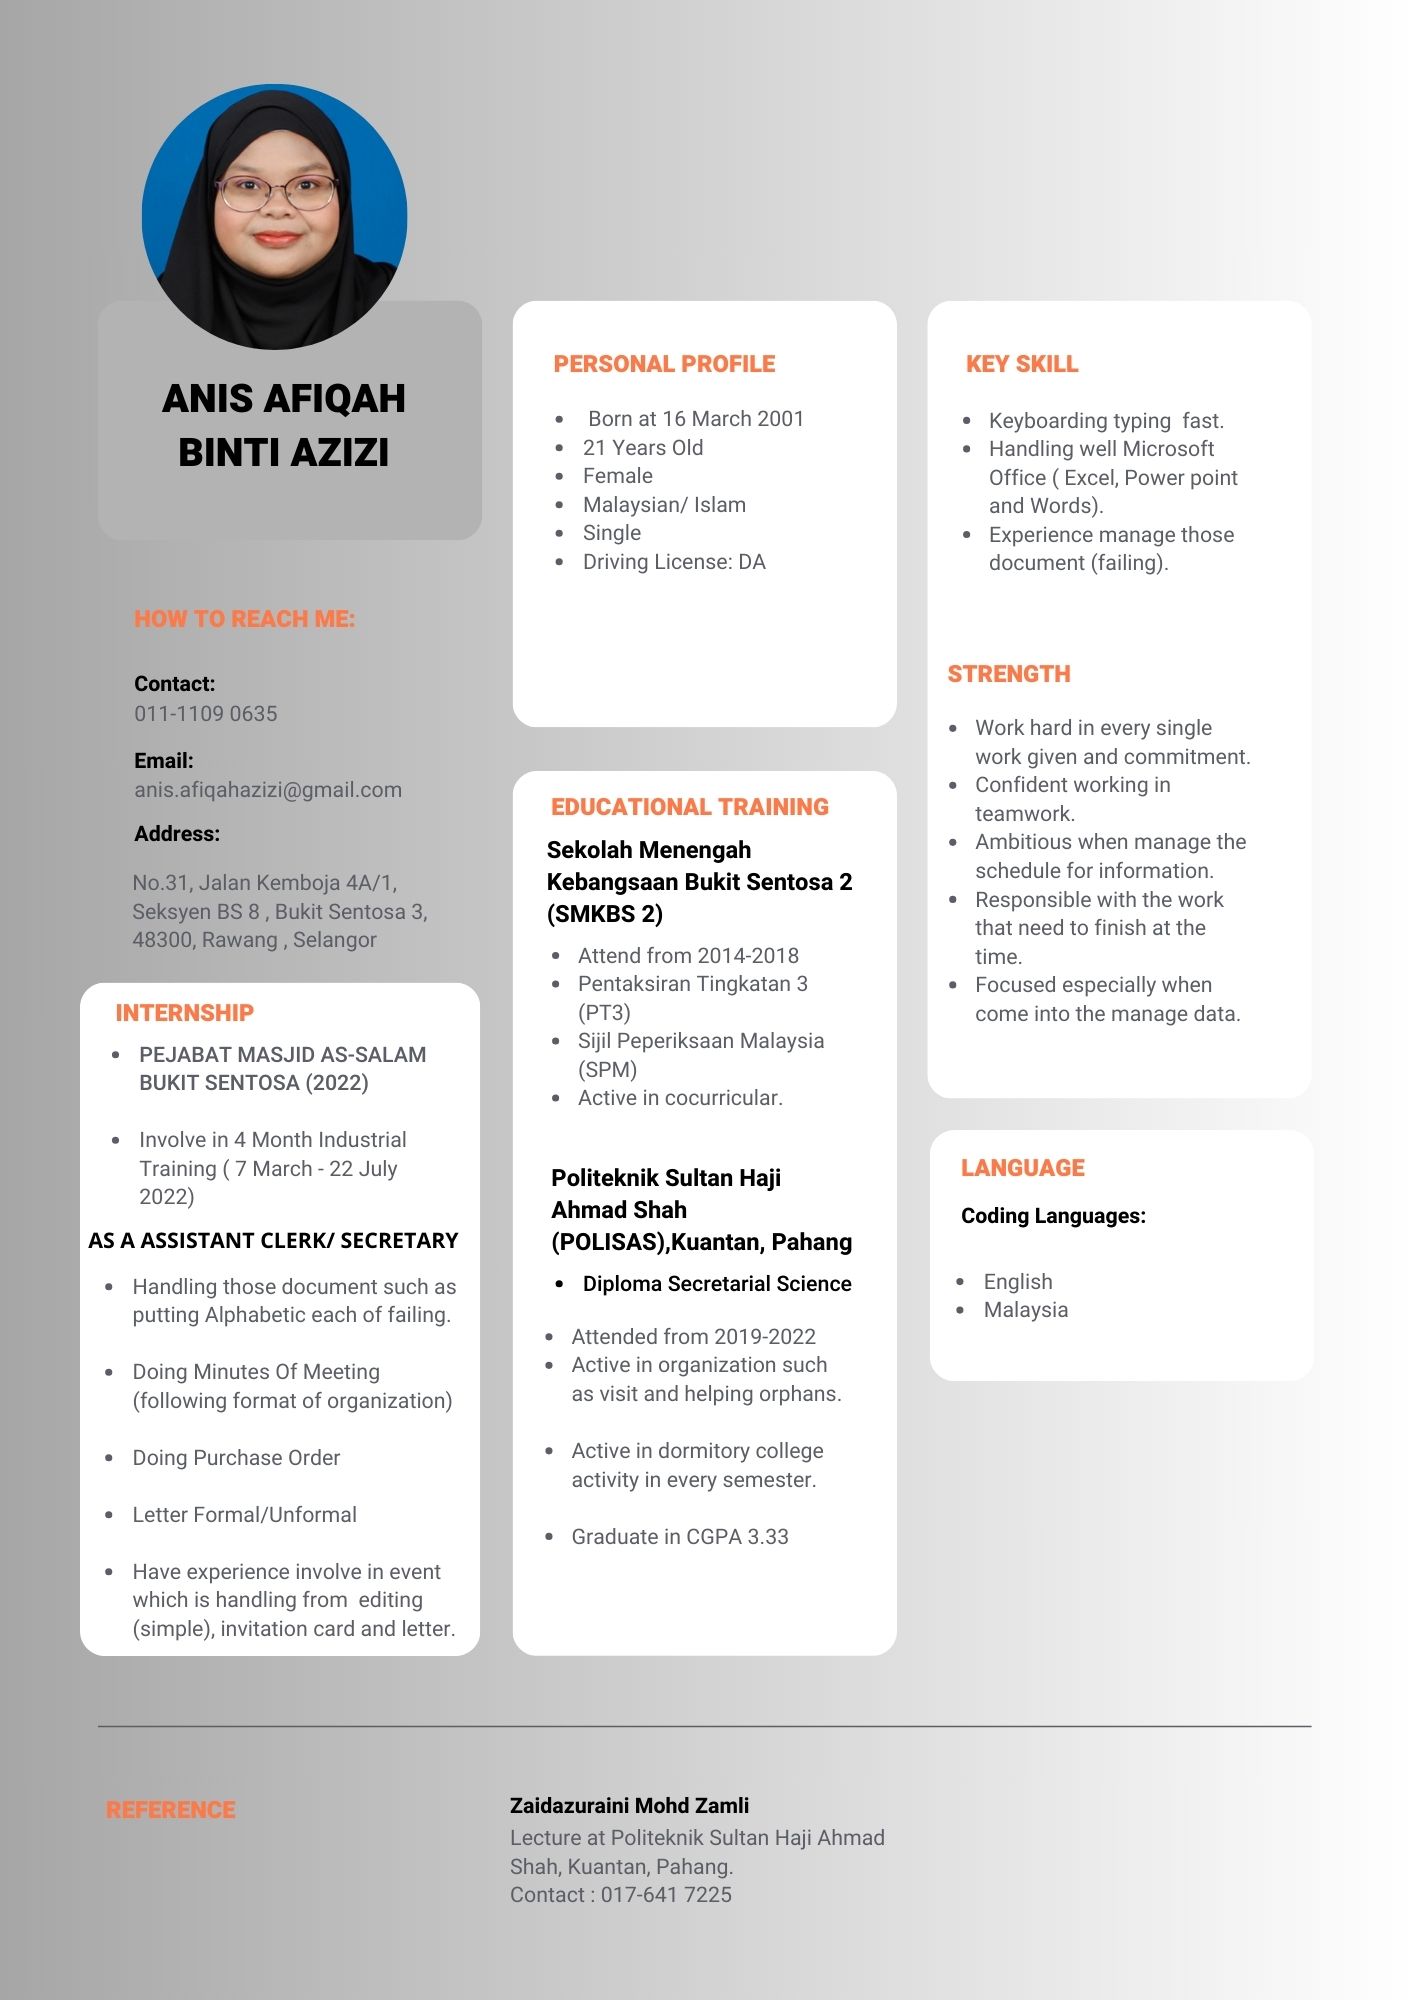 ANIS AFIQAH
BINTI AZIZI
HOW TO REACH ME:
Contact:
011-1109 0635
Email:
anis.afiqahazizi@gmail.com
Address:
No.31, Jalan Kemboja 4A/1,
Seksyen BS 8 , Bukit Sentosa 3,
48300, Rawang , Selangor
INTERNSHIP
• PEJABAT MASJID AS-SALAM
BUKIT SENTOSA (2022)
• Involve in 4 Month Industrial
Training ( 7 March - 22 July
2022)
AS A ASSISTANT CLERK/ SECRETARY
• Handling those document such as
putting Alphabetic each of failing.
• Doing Minutes Of Meeting
(following format of organization)
• Doing Purchase Order
• Letter Formal/Unformal
• Have experience involve in event
which is handling from  editing
(simple), invitation card and letter.
PERSONAL PROFILE
• Born at 16 March 2001
• 21 Years Old
• Female
• Malaysian/ Islam
• Single
• Driving License: DA
EDUCATIONAL TRAINING
Sekolah Menengah
Kebangsaan Bukit Sentosa 2
(SMKBS 2)
• Attend from 2014-2018
• Pentaksiran Tingkatan 3
(PT3)
• Sijil Peperiksaan Malaysia
(SPM)
• Active in cocurricular.
Politeknik Sultan Haji
Ahmad Shah
(POLISAS),Kuantan, Pahang
• Diploma Secretarial Science
• Attended from 2019-2022
• Active in organization such
as visit and helping orphans.
• Active in dormitory college
activity in every semester.
• Graduate in CGPA 3.33
KEY SKILL
• Keyboarding typing  fast.
• Handling well Microsoft
Office ( Excel, Power point
and Words).
• Experience manage those
document (failing).
STRENGTH
• Work hard in every single
work given and commitment.
• Confident working in
teamwork.
• Ambitious when manage the
schedule for information.
• Responsible with the work
that need to finish at the
time.
• Focused especially when
come into the manage data.
LANGUAGE
Coding Languages:
• English
• Malaysia
REFERENCE
Zaidazuraini Mohd Zamli
Lecture at Politeknik Sultan Haji Ahmad
Shah, Kuantan, Pahang.
Contact : 017-641 7225